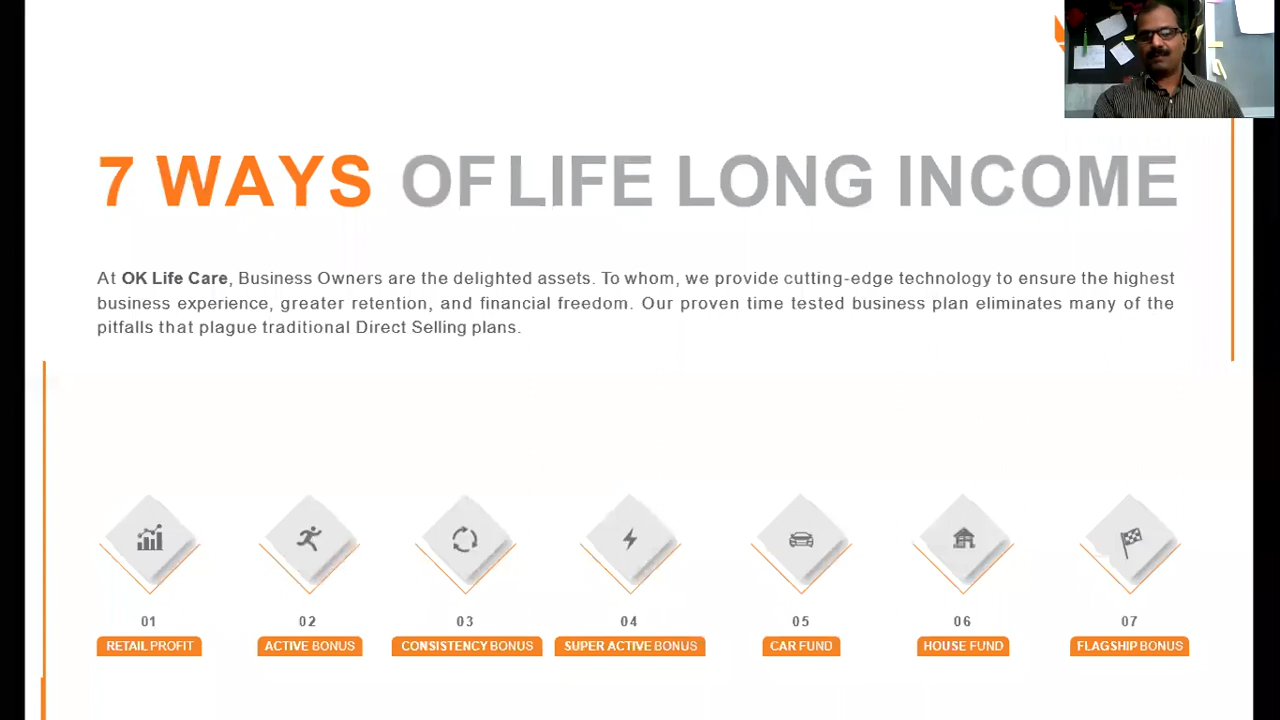 7 WAYS OF LIFE LONG INCOME
At OK Life Care, Business Owners are the delighted assets. To whom, we provide cutting-edge technology to ensure the highest
business experience, greater retention, and financial freedom. Our proven time tested business plan eliminates many of the
pitfalls that plague traditional Direct Selling plans.
01
RETAIL PROFIT
02
ACTIVE BONUS
03
CONSISTENCY BONUS
04
SUPER ACTIVE BONUS
05
CAR FUND
06
HOUSE FUND
07
FLAGSHIP BONUS